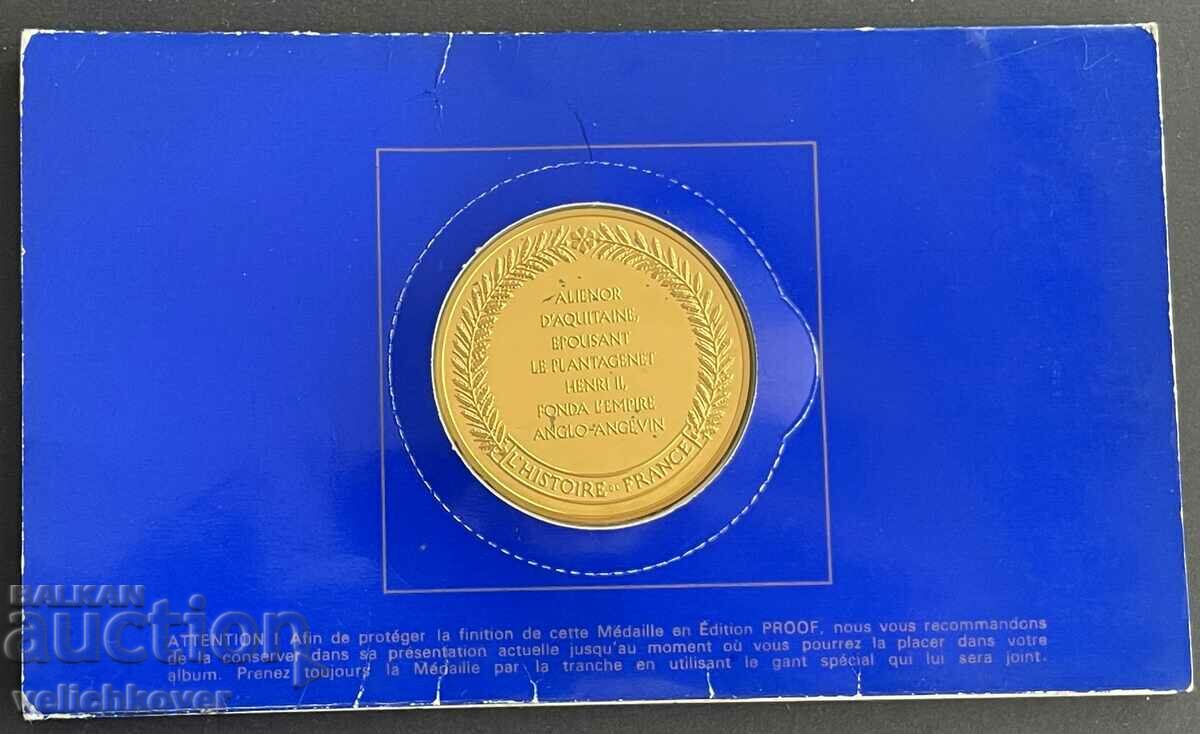 ALIENOR
D'AQUITAINE,
EPOUSANT
LE PLANTAGENET
HENRI II,
FONDA L'EMPIRE
ANGLO-ANGÉVIN
L'HISTOIRE DE FRANCE
ATTENTION ! Afin de protéger la finition de cette Médaille en Édition PROOF, nous vous recommandons
de la conserver dans sa présentation actuelle jusqu'au moment où vous pourrez la placer dans votre
album. Prenez toujours la Médaille par la tranche en utilisant le gant spécial qui lui sera joint.
BALKAN
auction
velichkover